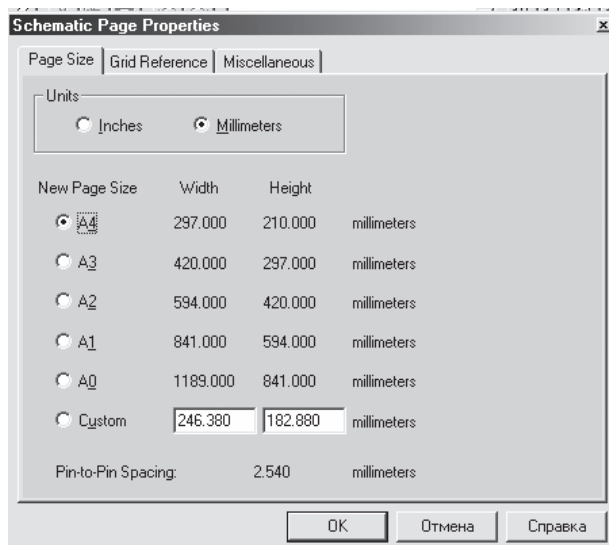 Schematic Page Properties
Page Size Grid Reference Miscellaneous
Units
Inches Millimeters
New Page Size Width Height
A4 297.000 210.000 millimeters
A3 420.000 297.000 millimeters
A2 594.000 420.000 millimeters
A1 841.000 594.000 millimeters
A0 1189.000 841.000 millimeters
Custom 246.380 182.880 millimeters
Pin-to-Pin Spacing: 2.540 millimeters
OK Отмена Справка